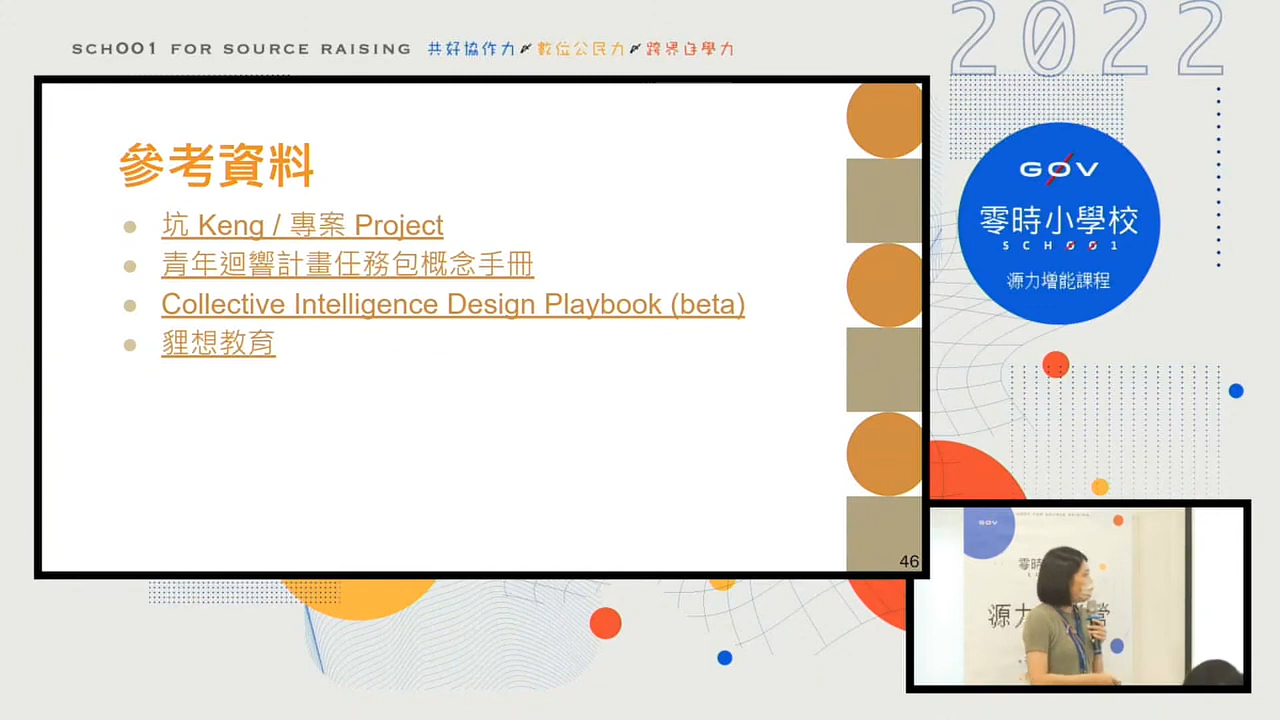 SCH001 FOR SOURCE RAISING 共好協作力 數位公民力 跨界自學力
2022
參考資料
坑 Keng / 專案 Project
青年迴響計畫任務包概念手冊
Collective Intelligence Design Playbook (beta)
貍想教育
46
G0V
零時小學校
SCH001
源力增能課程
GOV
零時
源力
營